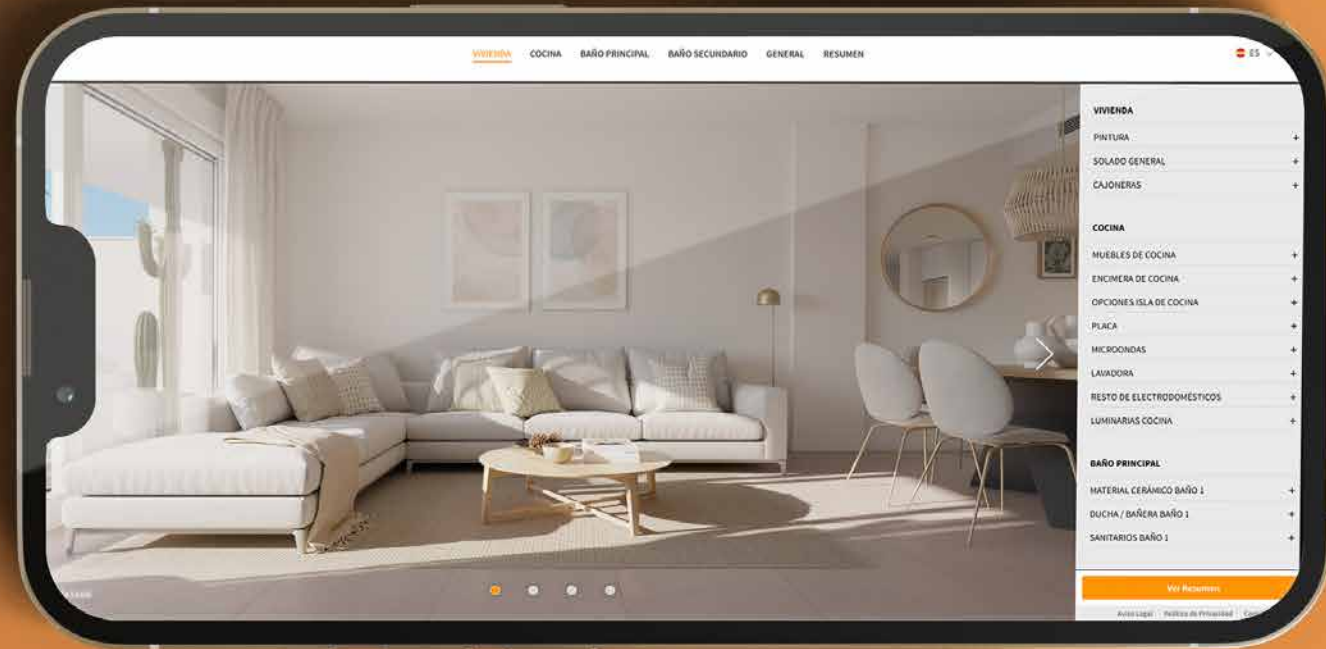 VIVIENDA
COCINA
BAÑO PRINCIPAL
BAÑO SECUNDARIO
GENERAL
RESUMEN
ES
VIVIENDA
PINTURA +
SOLADO GENERAL +
CAJONERAS +
COCINA
MUEBLES DE COCINA +
ENCIMERA DE COCINA +
OPCIONES ISLA DE COCINA +
PLACA +
MICROONDAS +
LAVADORA +
RESTO DE ELECTRODOMÉSTICOS +
LUMINARIAS COCINA +
BAÑO PRINCIPAL
MATERIAL CERÁMICO BAÑO 1 +
DUCHA / BAÑERA BAÑO 1 +
SANITARIOS BAÑO 1 +
Ver Resumen
Aviso Legal Política de Privacidad